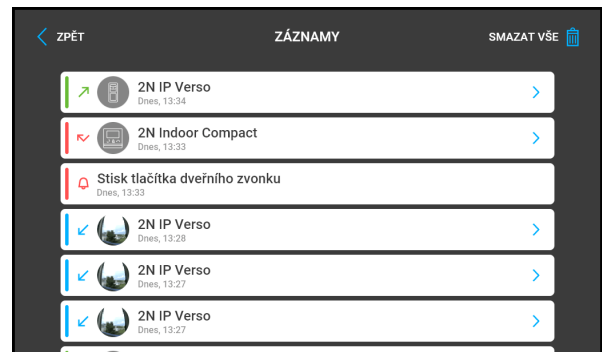 ZPĚT
ZÁZNAMY
SMAZAT VŠE
2N IP Verso
Dnes, 13:34
2N Indoor Compact
Dnes, 13:33
Stisk tlačítka dveřního zvonku
Dnes, 13:33
2N IP Verso
Dnes, 13:28
2N IP Verso
Dnes, 13:27
2N IP Verso
Dnes, 13:27